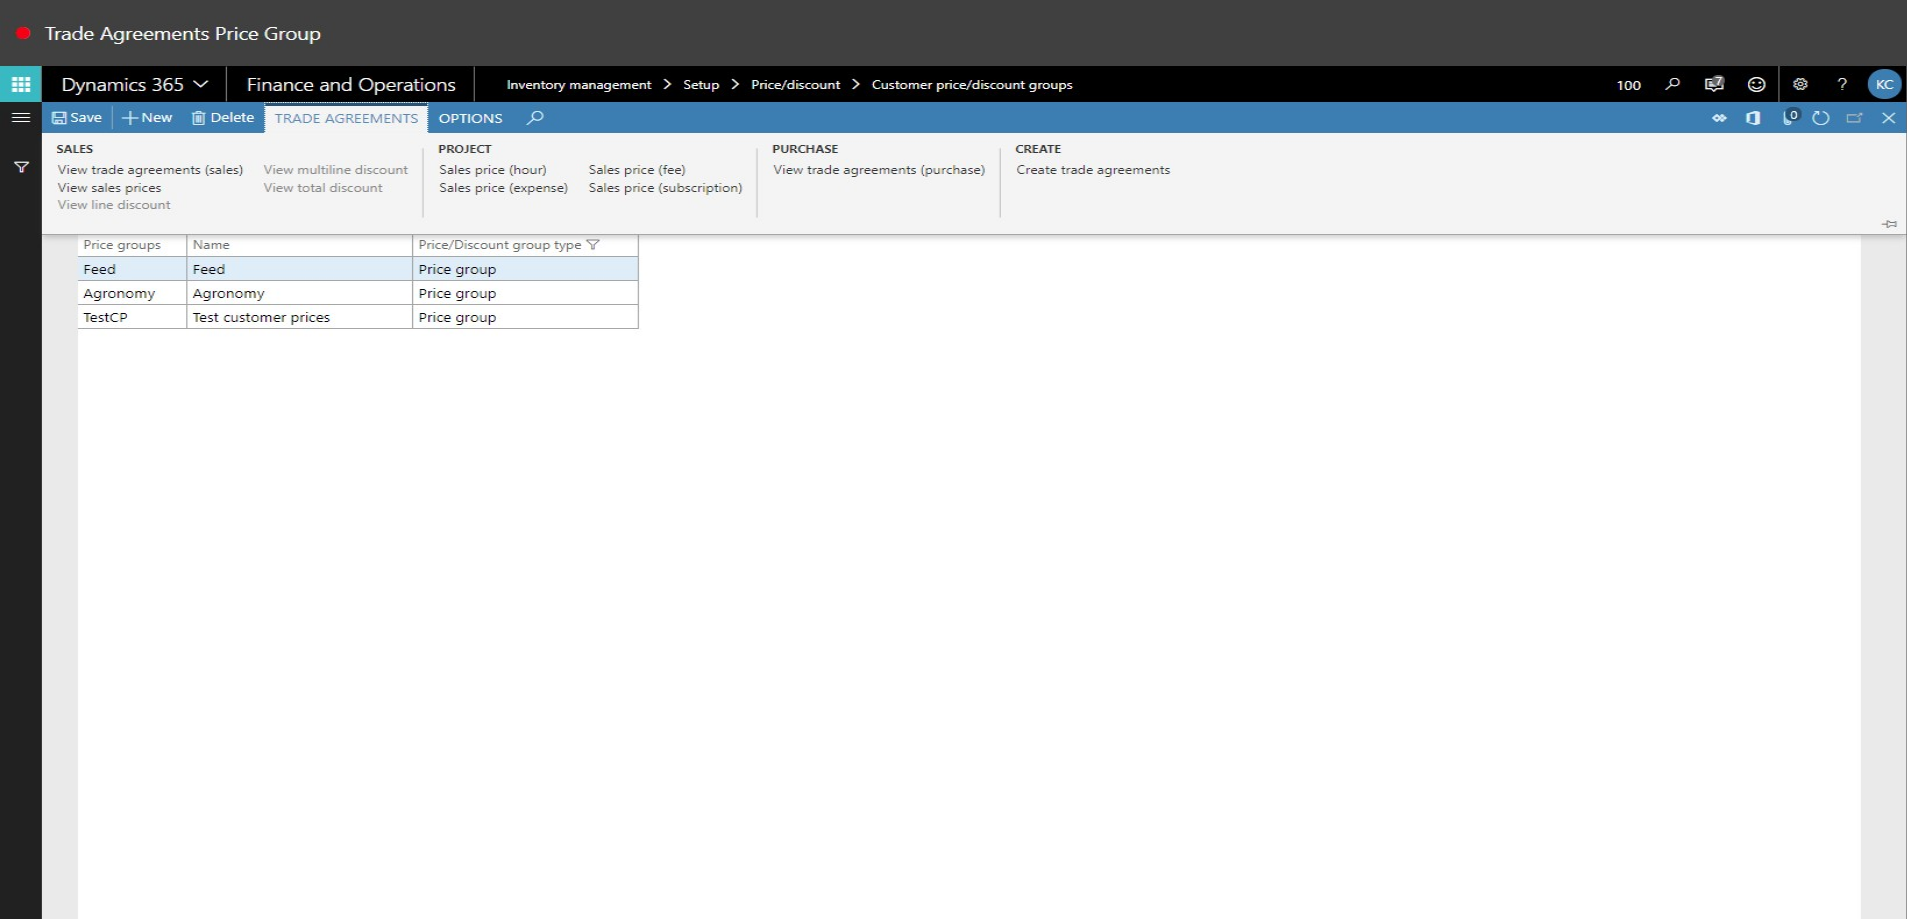 Trade Agreements Price Group
Dynamics 365 Finance and Operations Inventory management > Setup > Price/discount > Customer price/discount groups 100 7 ? KC
Save New Delete TRADE AGREEMENTS OPTIONS 0
SALES PROJECT PURCHASE CREATE
View trade agreements (sales) View multiline discount Sales price (hour) Sales price (fee) View trade agreements (purchase) Create trade agreements
View sales prices View total discount Sales price (expense) Sales price (subscription)
View line discount
Price groups Name Price/Discount group type
Feed Feed Price group
Agronomy Agronomy Price group
TestCP Test customer prices Price group